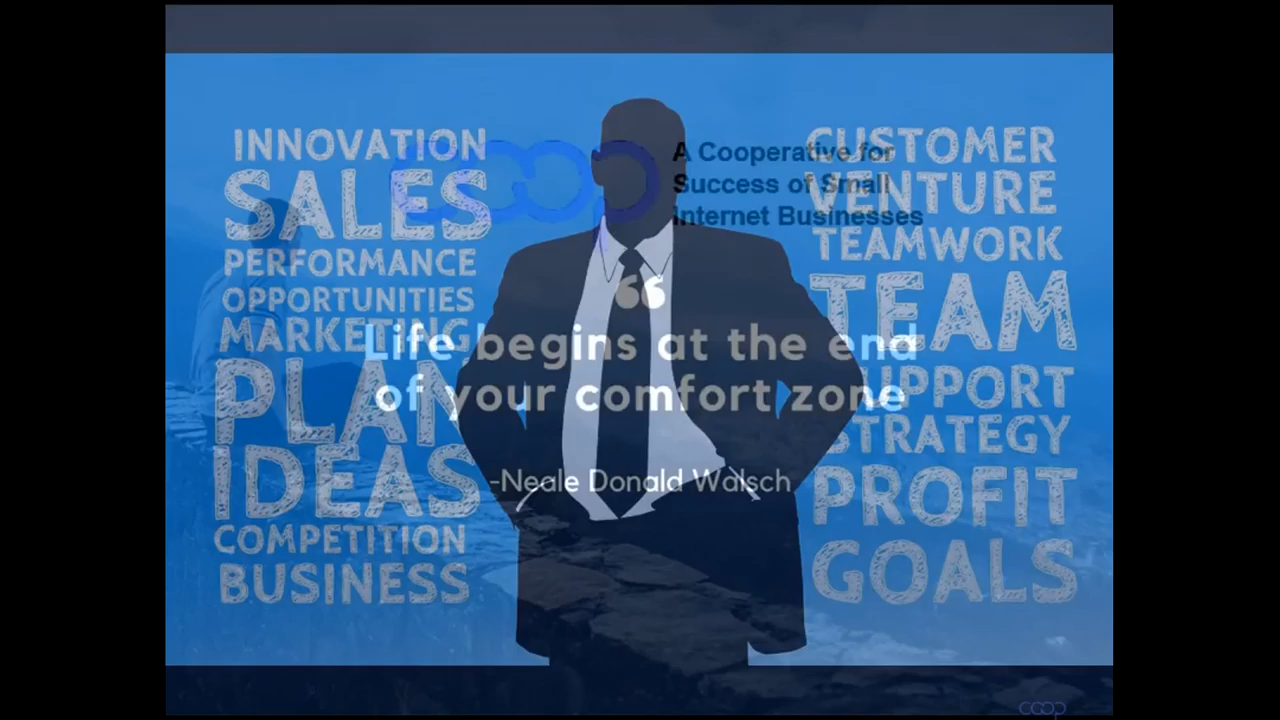 INNOVATION
SALES
PERFORMANCE
OPPORTUNITIES
MARKETING
PLAN
IDEAS
COMPETITION
BUSINESS
coop
A Cooperative for
Success of Small
Internet Businesses
“
Life begins at the end
of your comfort zone
-Neale Donald Walsch
CUSTOMER
VENTURE
TEAMWORK
TEAM
SUPPORT
STRATEGY
PROFIT
GOALS
coop